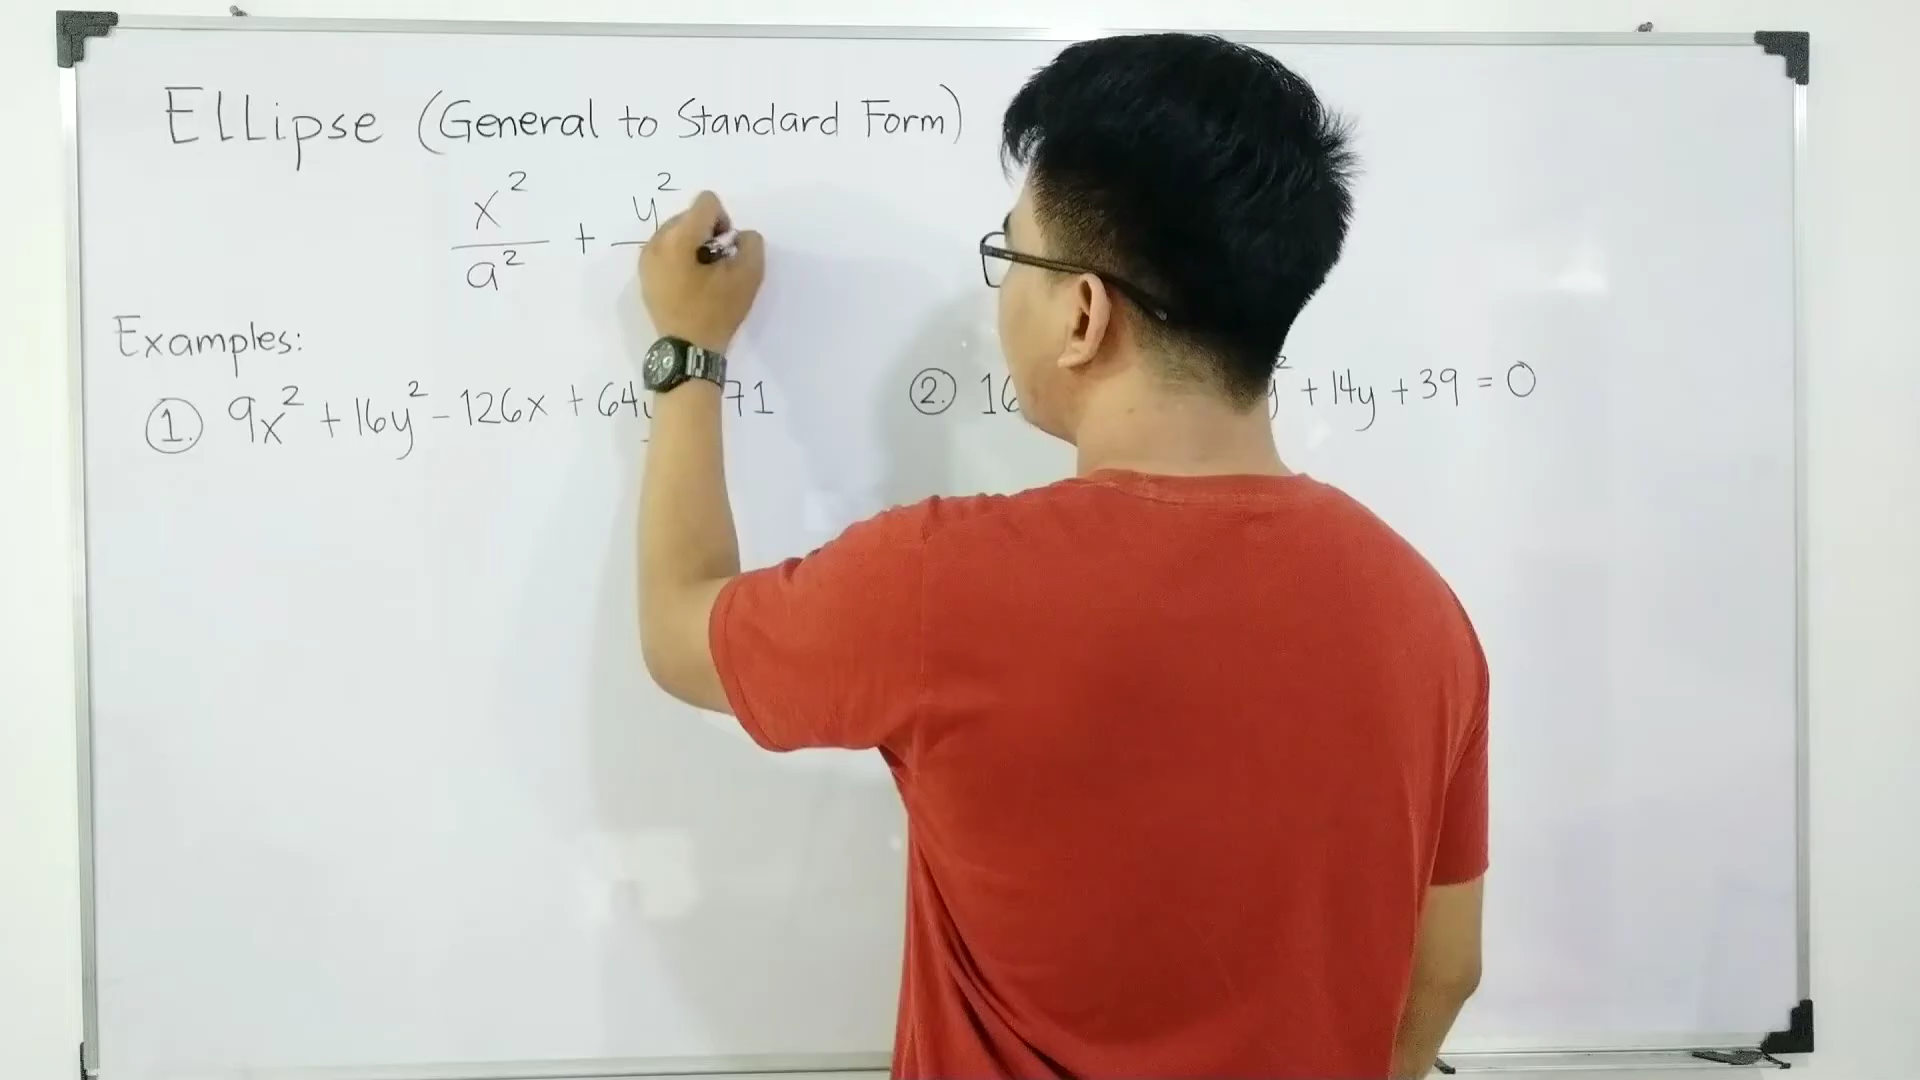 Ellipse (General to Standard Form)
x² / a² + y²
Examples:
1. 9x² + 16y² - 126x + 64y 71
2. 16 y² + 14y + 39 = 0